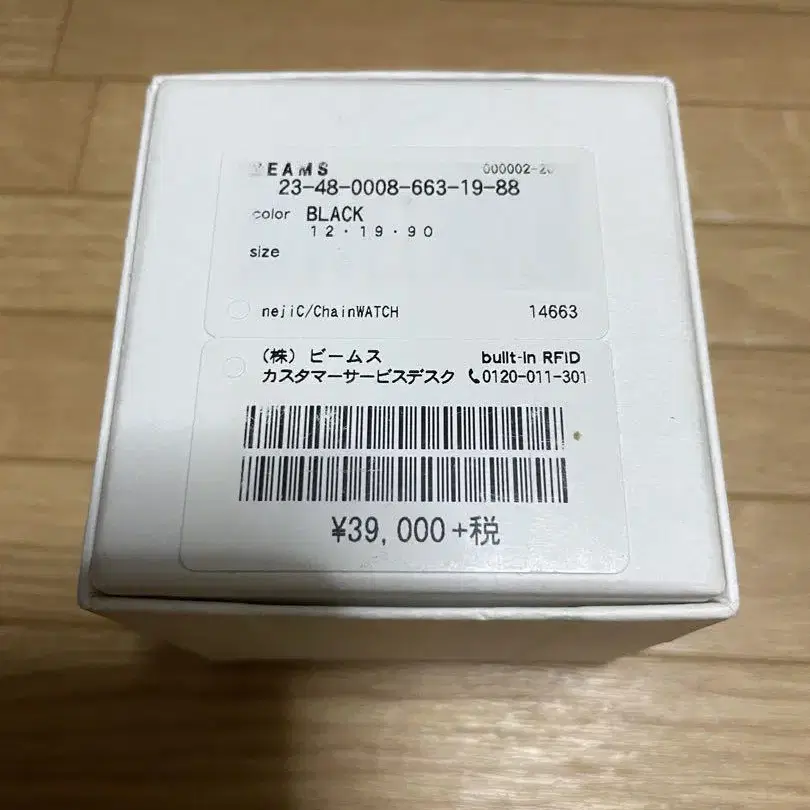 BEAMS 000002-20
23-48-0008-663-19-88
color BLACK
12・19・90
size
nejiC/ChainWATCH 14663
(株) ビームス built-in RFID
カスタマーサービスデスク 0120-011-301
¥39,000+税